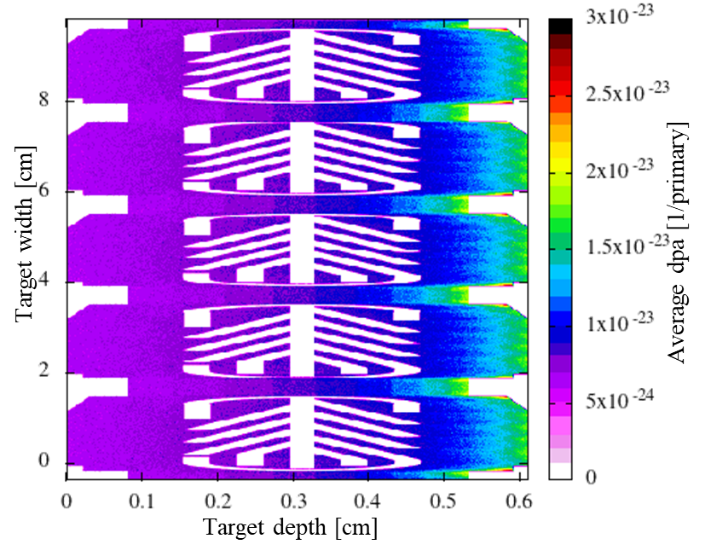 3x10⁻²³
2.5x10⁻²³
2x10⁻²³
1.5x10⁻²³
1x10⁻²³
5x10⁻²⁴
0
Average dpa [1/primary]
8
6
4
2
0
Target width [cm]
0 0.1 0.2 0.3 0.4 0.5 0.6
Target depth [cm]